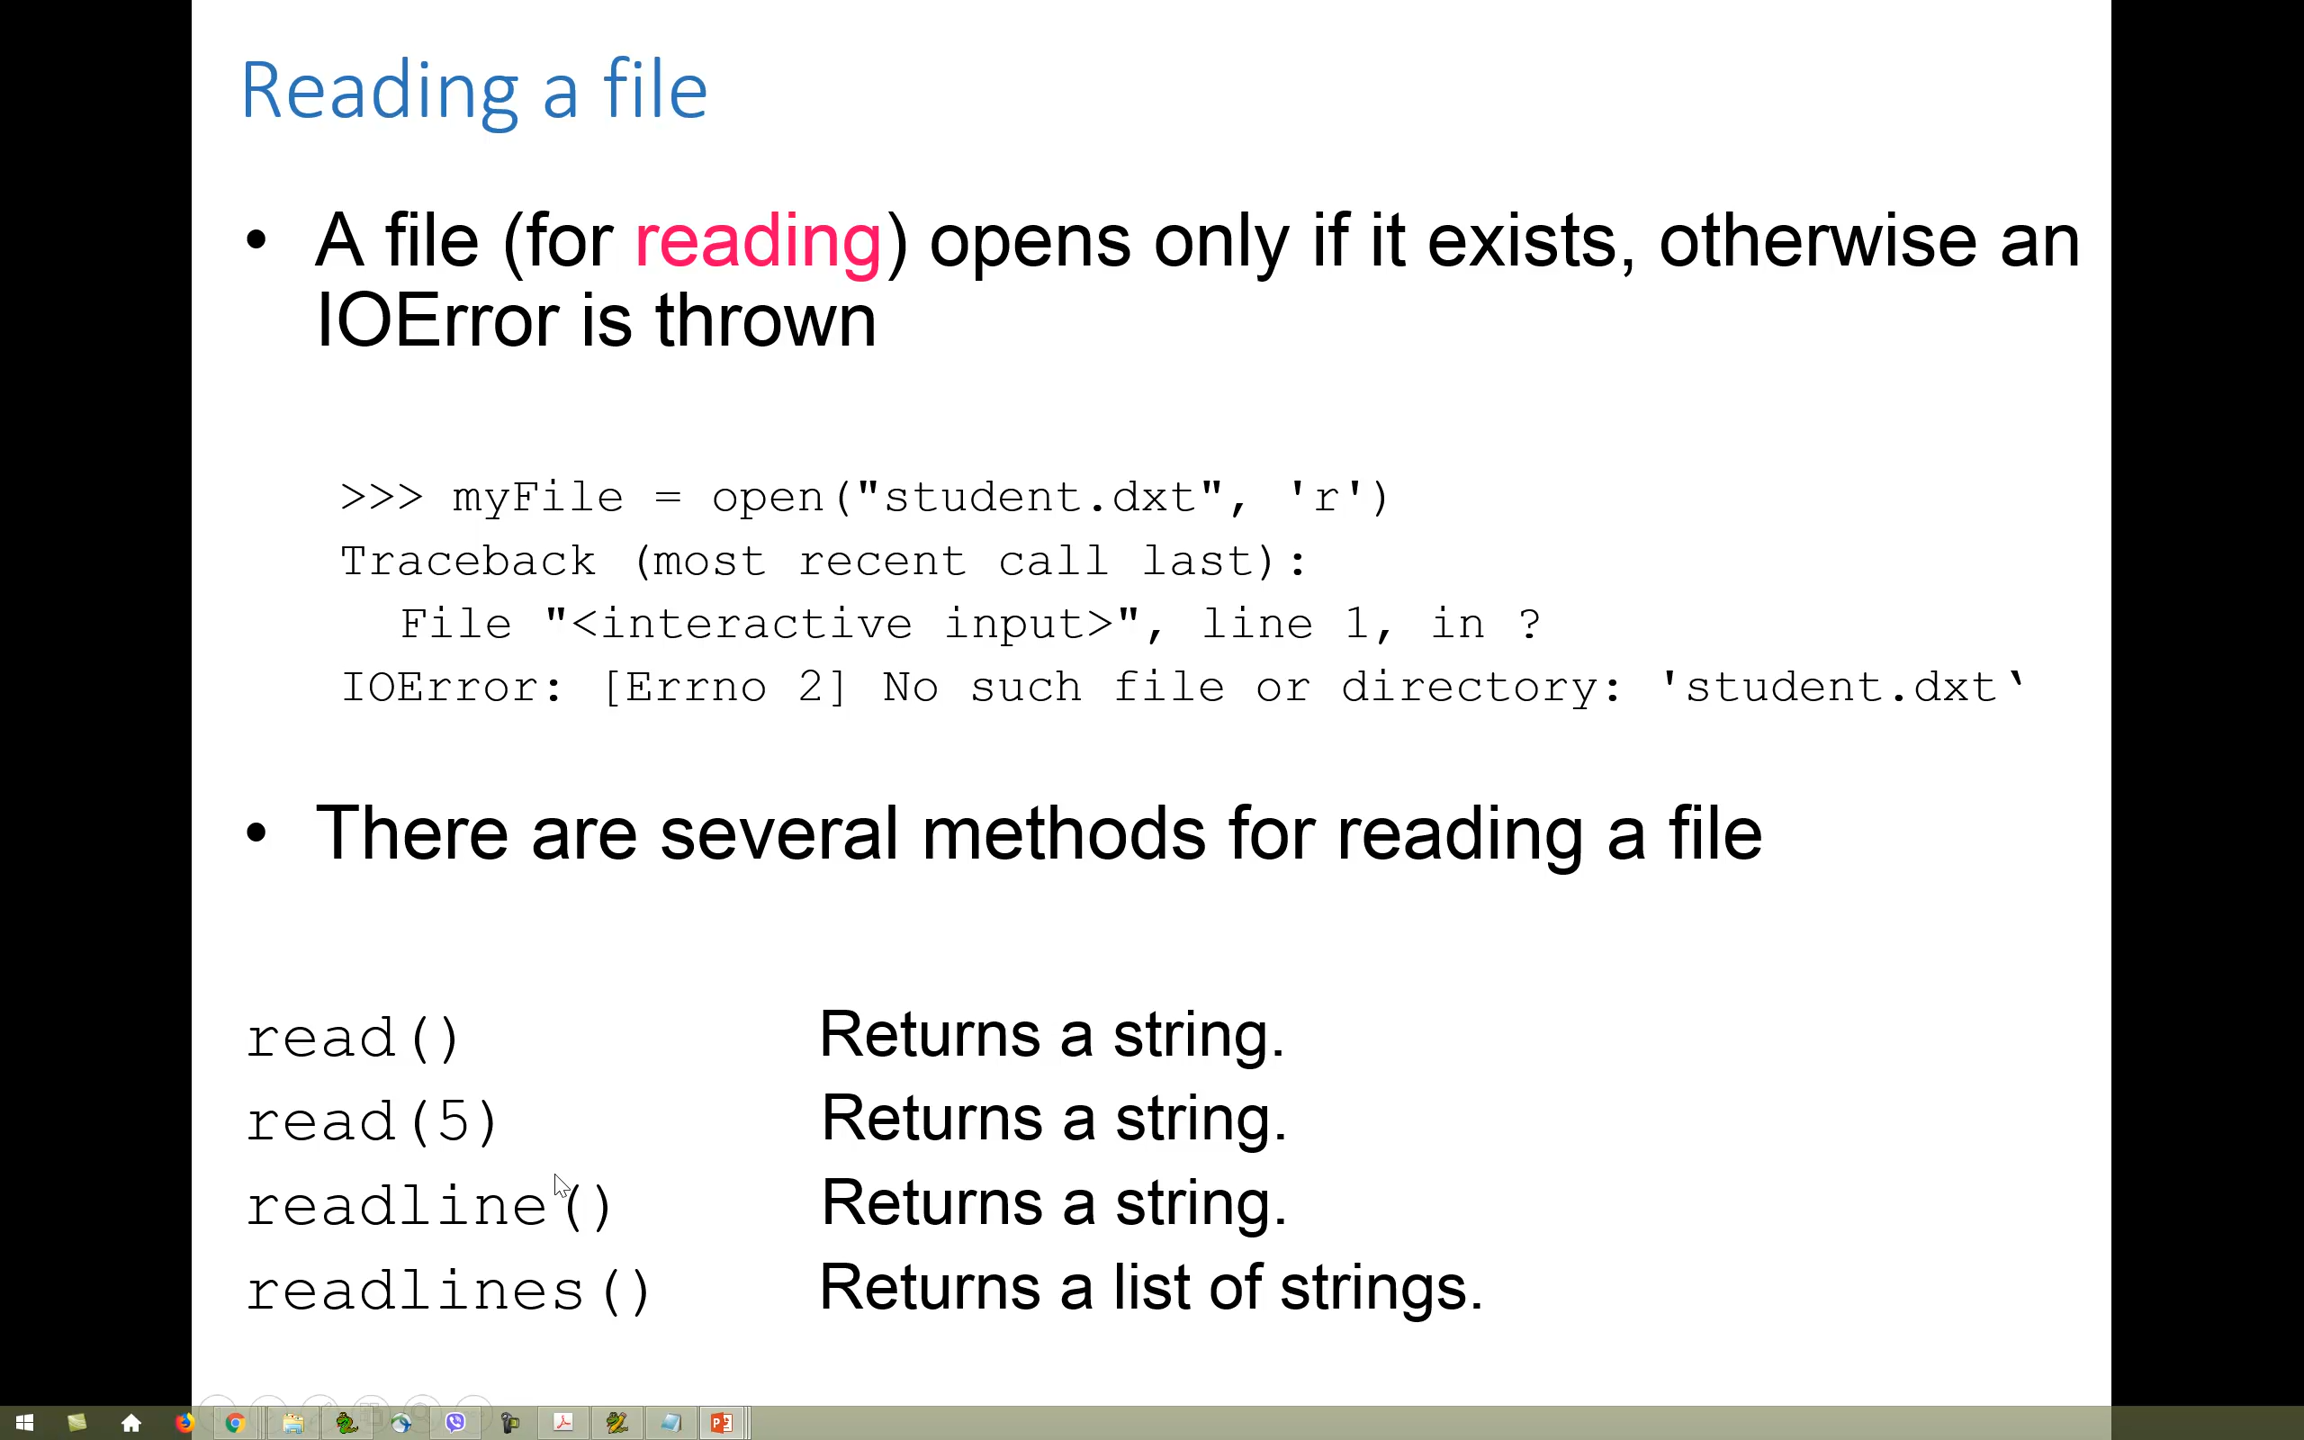 Reading a file
• A file (for reading) opens only if it exists, otherwise an
IOError is thrown
>>> myFile = open("student.dxt", 'r')
Traceback (most recent call last):
File "<interactive input>", line 1, in ?
IOError: [Errno 2] No such file or directory: 'student.dxt‘
• There are several methods for reading a file
read() Returns a string.
read(5) Returns a string.
readline() Returns a string.
readlines() Returns a list of strings.